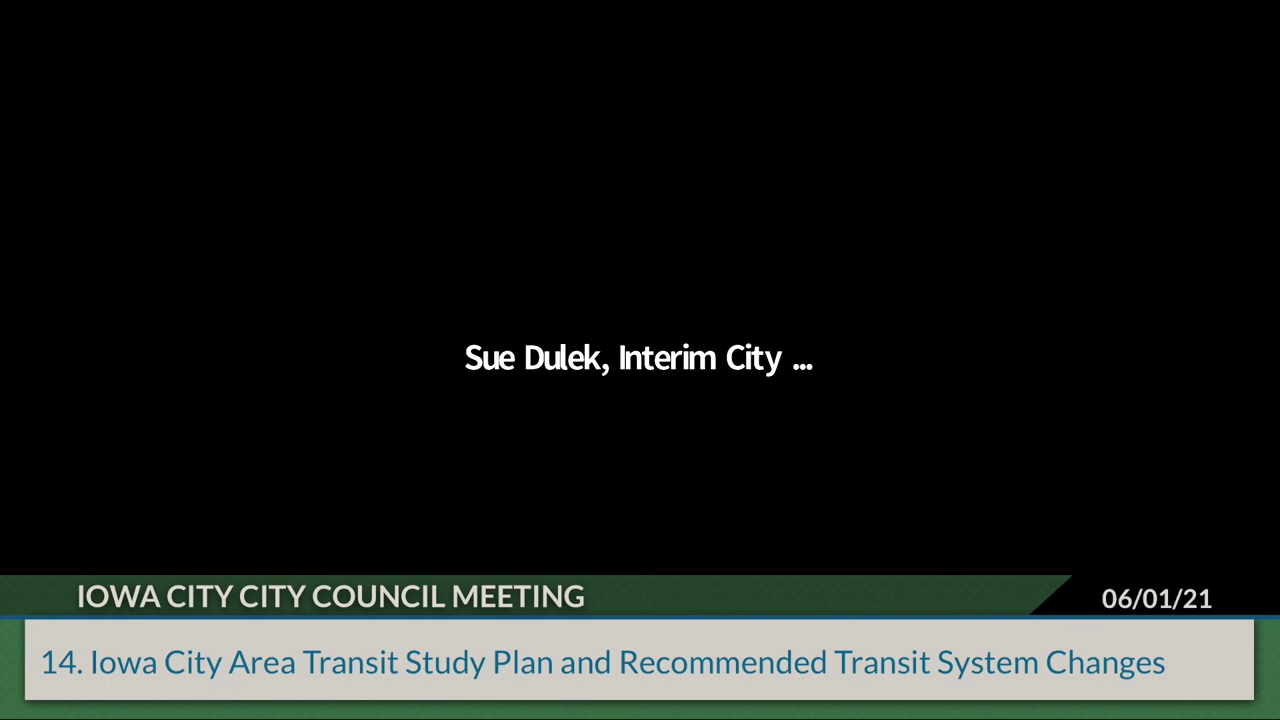 Sue Dulek, Interim City ...
IOWA CITY CITY COUNCIL MEETING
06/01/21
14. Iowa City Area Transit Study Plan and Recommended Transit System Changes